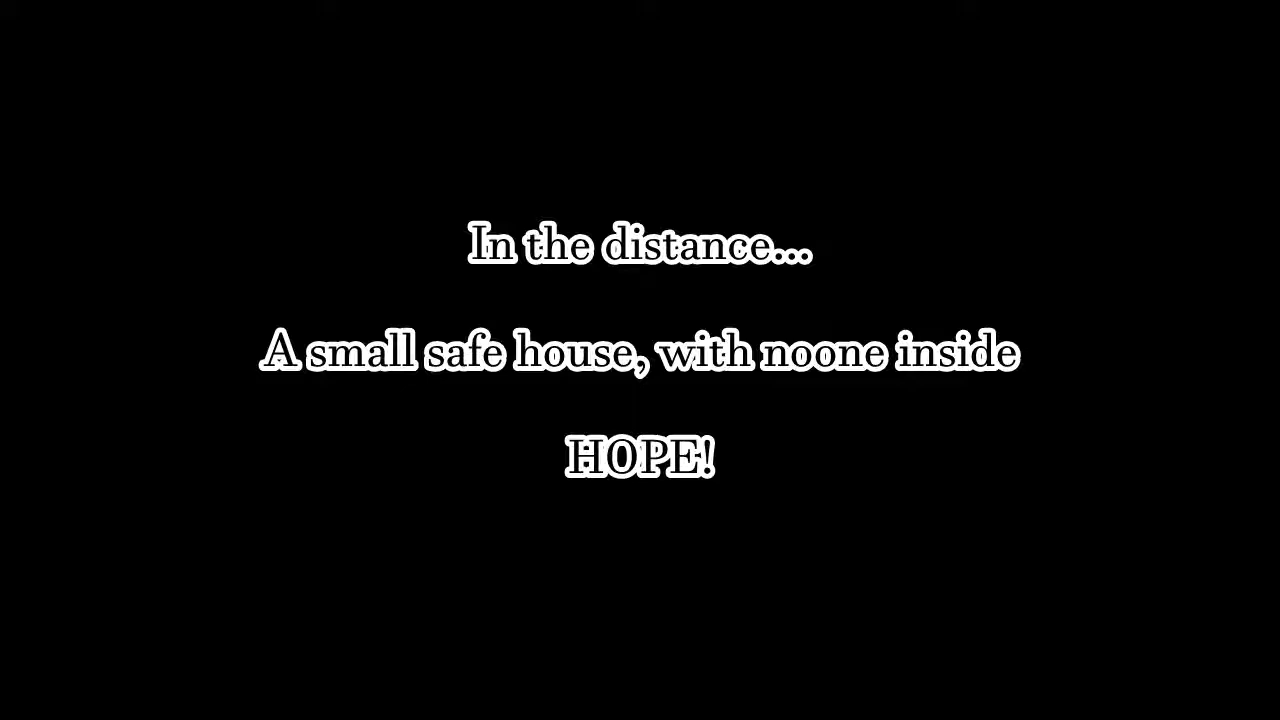 In the distance...
A small safe house, with noone inside
HOPE!